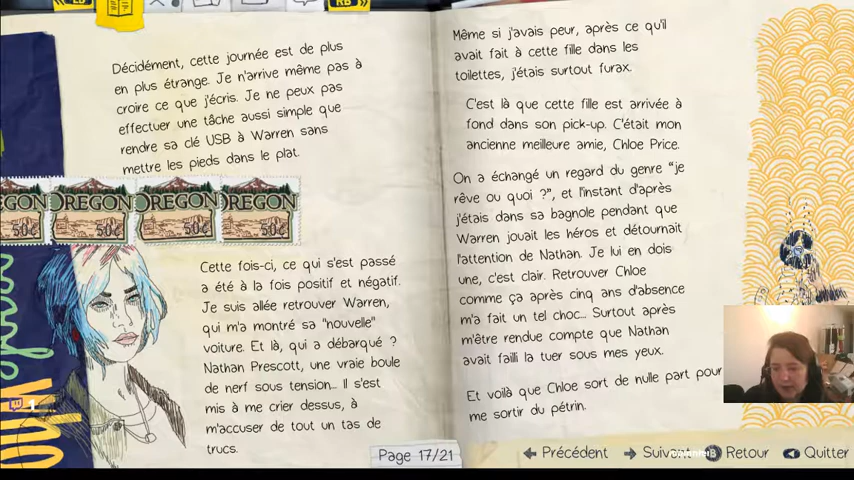 RB
Décidément, cette journée est de plus
en plus étrange. Je n'arrive même pas à
croire ce que j'écris. Je ne peux pas
effectuer une tâche aussi simple que
rendre sa clé USB à Warren sans
mettre les pieds dans le plat.
OREGON OREGON OREGON OREGON
50¢ 50¢ 50¢ 50¢
Cette fois-ci, ce qui s'est passé
a été à la fois positif et négatif.
Je suis allée retrouver Warren,
qui m'a montré sa "nouvelle"
voiture. Et là, qui a débarqué ?
Nathan Prescott, une vraie boule
de nerf sous tension... Il s'est
mis à me crier dessus, à
m'accuser de tout un tas de
trucs.
Même si j'avais peur, après ce qu'il
avait fait à cette fille dans les
toilettes, j'étais surtout furax.
C'est là que cette fille est arrivée à
fond dans son pick-up. C'était mon
ancienne meilleure amie, Chloe Price.
On a échangé un regard du genre "je
rêve ou quoi ?", et l'instant d'après
j'étais dans sa bagnole pendant que
Warren jouait les héros et détournait
l'attention de Nathan. Je lui en dois
une, c'est clair. Retrouver Chloe
comme ça après cinq ans d'absence
m'a fait un tel choc... Surtout après
m'être rendue compte que Nathan
avait failli la tuer sous mes yeux.
Et voilà que Chloe sort de nulle part pour
me sortir du pétrin.
1
Page 17/21
Précédent
Suivant
Retour
Quitter